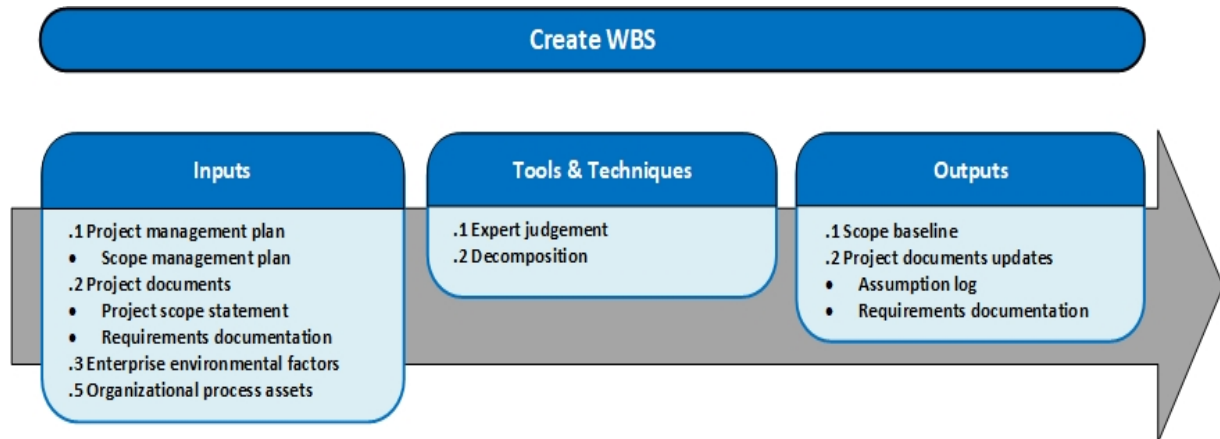 Create WBS
Inputs
.1 Project management plan
• Scope management plan
.2 Project documents
• Project scope statement
• Requirements documentation
.3 Enterprise environmental factors
.5 Organizational process assets
Tools & Techniques
.1 Expert judgement
.2 Decomposition
Outputs
.1 Scope baseline
.2 Project documents updates
• Assumption log
• Requirements documentation